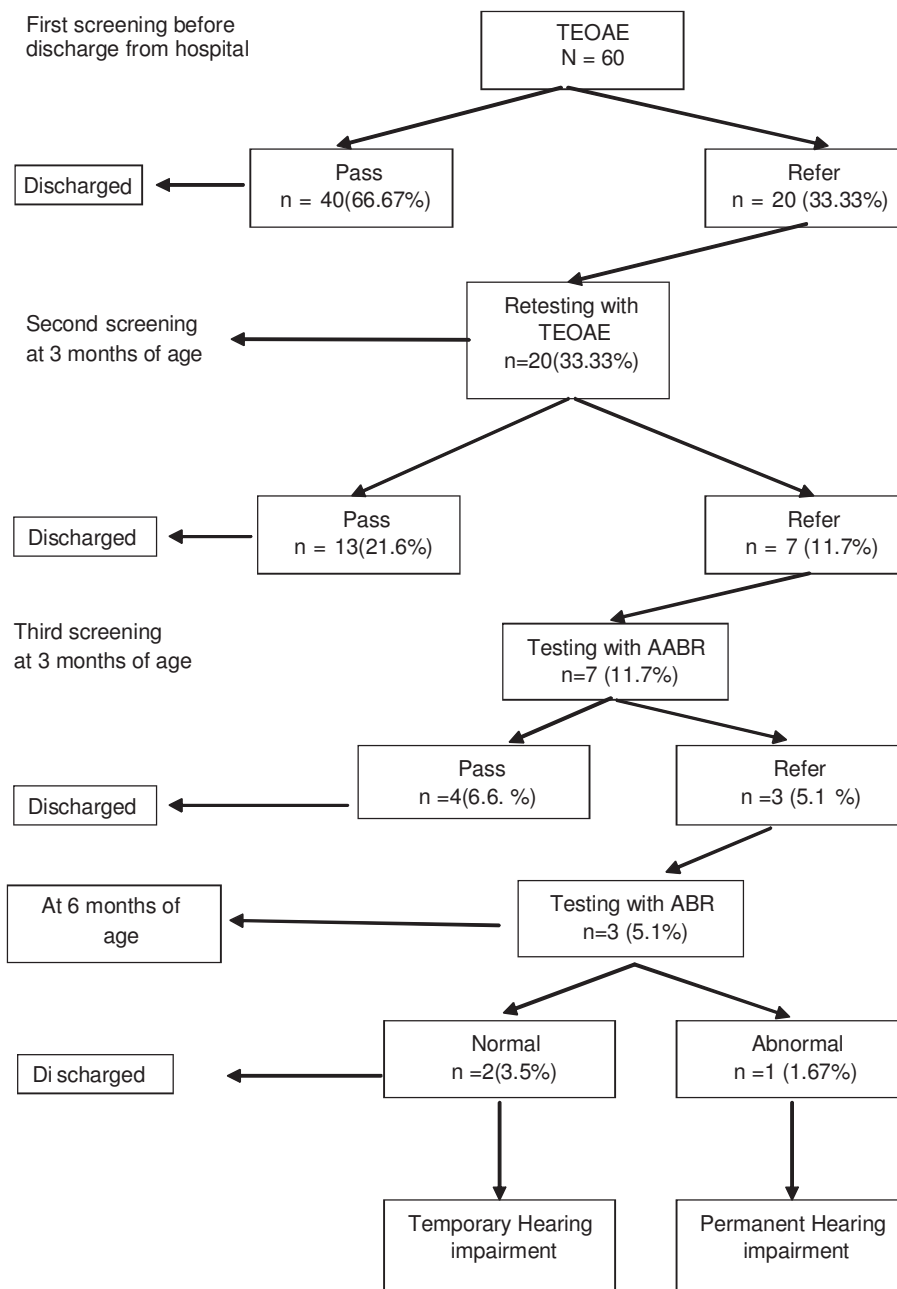 First screening before
discharge from hospital
TEOAE
N = 60
Discharged
Pass
n = 40(66.67%)
Refer
n = 20 (33.33%)
Second screening
at 3 months of age
Retesting with
TEOAE
n=20(33.33%)
Discharged
Pass
n = 13(21.6%)
Refer
n = 7 (11.7%)
Third screening
at 3 months of age
Testing with AABR
n=7 (11.7%)
Discharged
Pass
n =4(6.6. %)
Refer
n =3 (5.1 %)
At 6 months of
age
Testing with ABR
n=3 (5.1%)
Discharged
Normal
n =2(3.5%)
Abnormal
n =1 (1.67%)
Temporary Hearing
impairment
Permanent Hearing
impairment